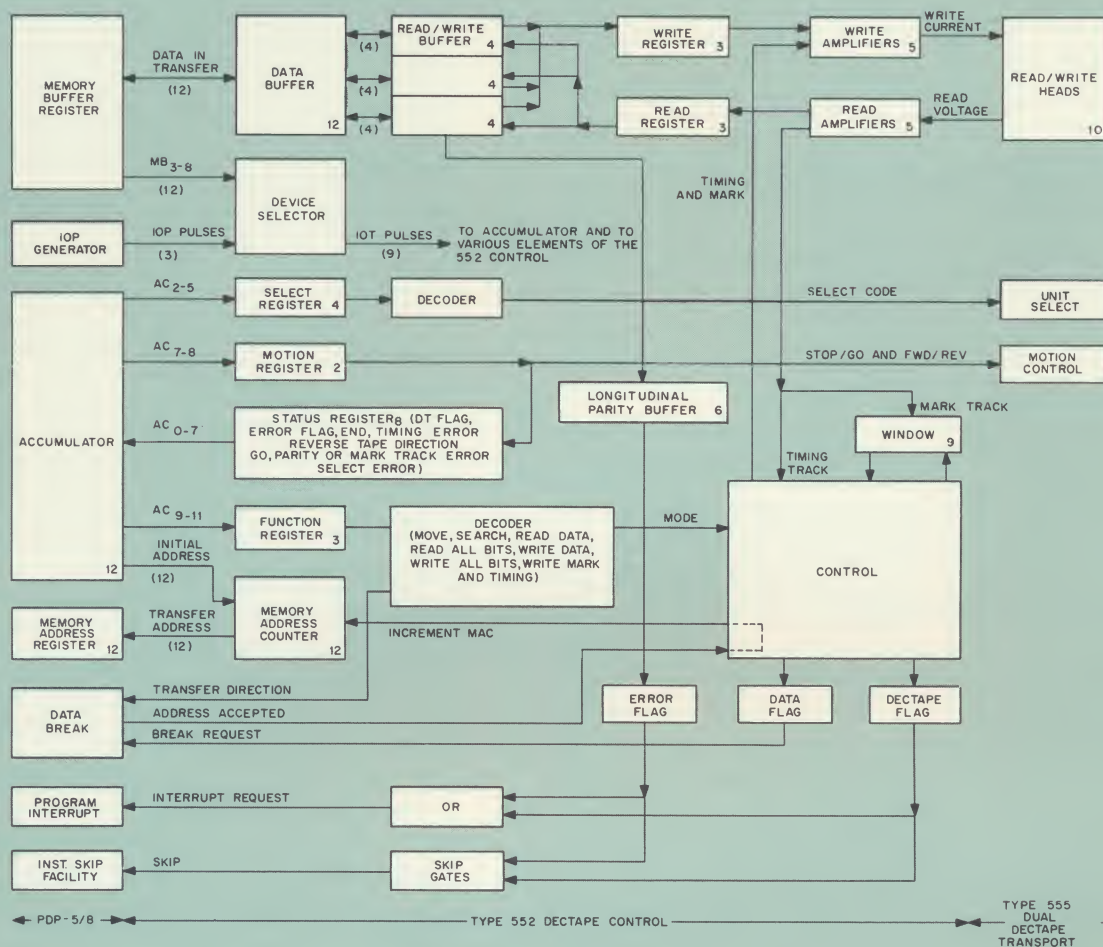 READ/WRITE
BUFFER 4
4
4
DATA IN
TRANSFER
(12)
MEMORY
BUFFER
REGISTER
DATA
BUFFER
12
(4)
(4)
(4)
WRITE
REGISTER 3
WRITE
AMPLIFIERS 5
WRITE
CURRENT
READ/WRITE
HEADS
10
READ
REGISTER 3
READ
AMPLIFIERS 5
READ
VOLTAGE
MB3-8
(12)
DEVICE
SELECTOR
TIMING
AND MARK
IOP
GENERATOR
IOP PULSES
(3)
IOT PULSES
(9)
TO ACCUMULATOR AND TO
VARIOUS ELEMENTS OF THE
552 CONTROL
AC2-5
SELECT
REGISTER 4
DECODER
SELECT CODE
UNIT
SELECT
AC7-8
MOTION
REGISTER 2
STOP/GO AND FWD/REV
MOTION
CONTROL
LONGITUDINAL
PARITY BUFFER 6
MARK TRACK
ACCUMULATOR
12
AC0-7
STATUS REGISTER8 (DT FLAG,
ERROR FLAG, END, TIMING ERROR
REVERSE TAPE DIRECTION
GO, PARITY OR MARK TRACK ERROR
SELECT ERROR)
WINDOW 9
TIMING
TRACK
AC9-11
FUNCTION
REGISTER 3
DECODER
(MOVE, SEARCH, READ DATA,
READ ALL BITS, WRITE DATA,
WRITE ALL BITS, WRITE MARK
AND TIMING)
MODE
CONTROL
INITIAL
ADDRESS
(12)
MEMORY
ADDRESS
REGISTER 12
TRANSFER
ADDRESS
(12)
MEMORY
ADDRESS
COUNTER
12
INCREMENT MAC
DATA
BREAK
TRANSFER DIRECTION
ADDRESS ACCEPTED
BREAK REQUEST
ERROR
FLAG
DATA
FLAG
DECTAPE
FLAG
PROGRAM
INTERRUPT
INTERRUPT REQUEST
OR
INST. SKIP
FACILITY
SKIP
SKIP
GATES
PDP-5/8
TYPE 552 DECTAPE CONTROL
TYPE 555
DUAL
DECTAPE
TRANSPORT